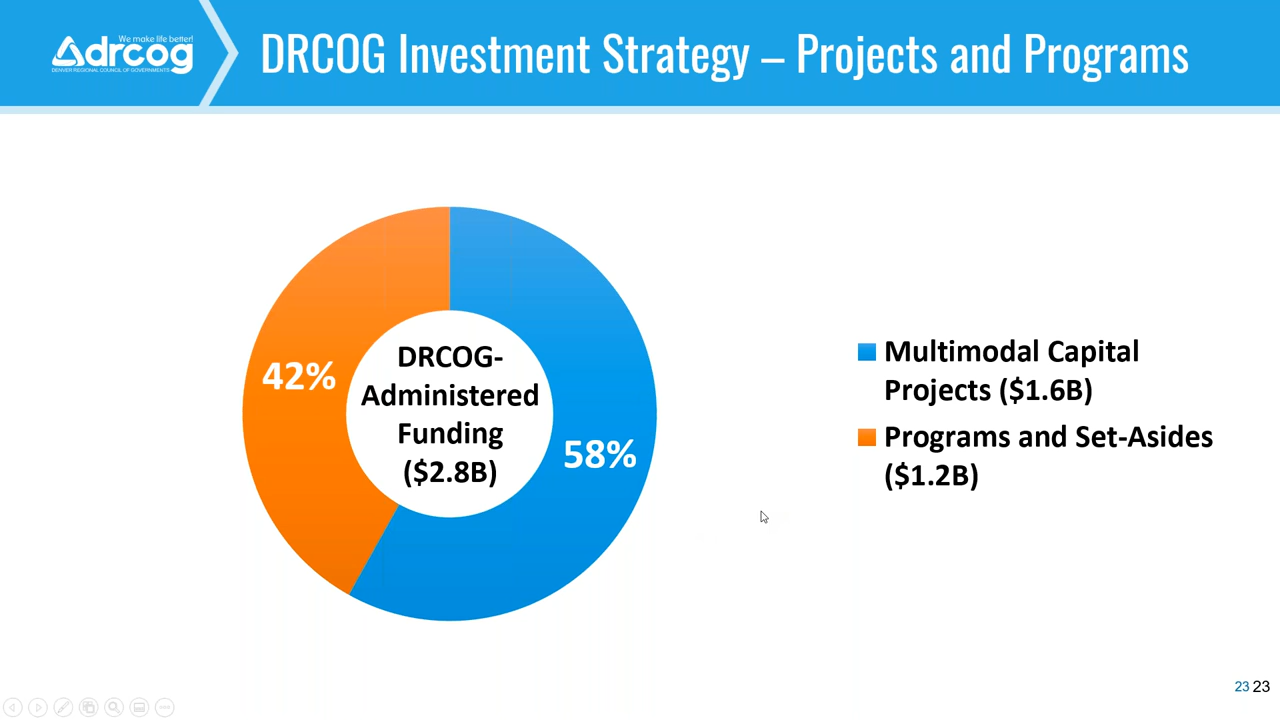 We make life better!
drcog
DENVER REGIONAL COUNCIL OF GOVERNMENTS
DRCOG Investment Strategy – Projects and Programs
42%
DRCOG-
Administered
Funding
($2.8B)
58%
Multimodal Capital
Projects ($1.6B)
Programs and Set-Asides
($1.2B)
23 23